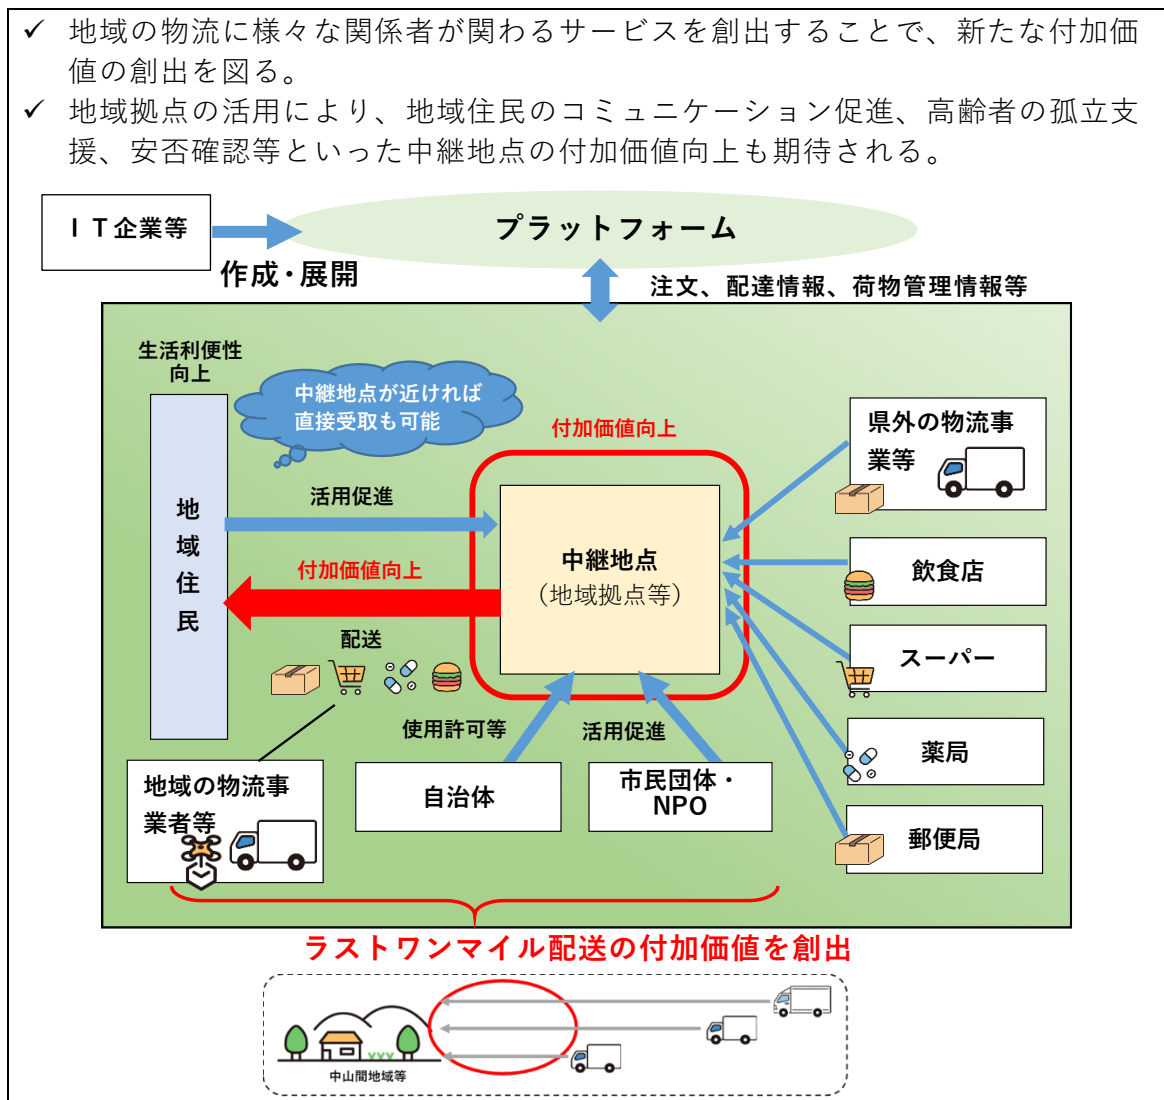 ✓ 地域の物流に様々な関係者が関わるサービスを創出することで、新たな付加価
値の創出を図る。
✓ 地域拠点の活用により、地域住民のコミュニケーション促進、高齢者の孤立支
援、安否確認等といった中継地点の付加価値向上も期待される。
ＩＴ企業等
プラットフォーム
作成・展開
注文、配達情報、荷物管理情報等
生活利便性
向上
中継地点が近ければ
直接受取も可能
付加価値向上
県外の物流事
業等
活用促進
地域住民
中継地点
（地域拠点等）
付加価値向上
飲食店
配送
スーパー
使用許可等
活用促進
薬局
地域の物流事
業者等
自治体
市民団体・
NPO
郵便局
ラストワンマイル配送の付加価値を創出
中山間地域等